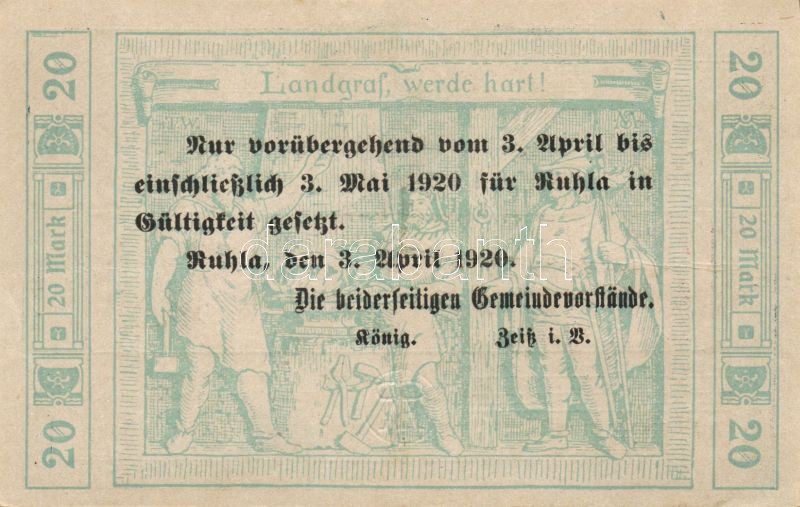 20
20
Landgraf, werde hart!
Nur vorübergehend vom 3. April bis
einschließlich 3. Mai 1920 für Ruhla in
Gültigkeit gesetzt.
Ruhla, den 3. April 1920.
Die beiderseitigen Gemeindevorstände.
König. Zeiß i. V.
20 Mark
20 Mark
20
20
darabanth